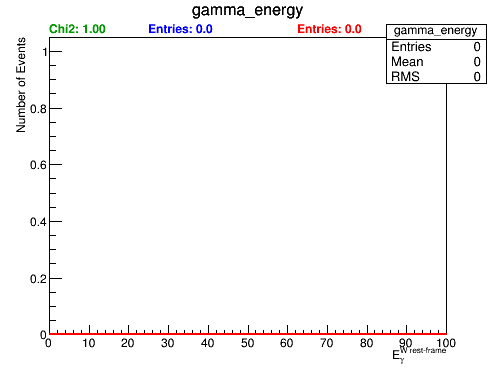 gamma_energy
Chi2: 1.00 Entries: 0.0 Entries: 0.0
gamma_energy
Entries 0
Mean 0
RMS 0
Number of Events
1
0.8
0.6
0.4
0.2
0
0 10 20 30 40 50 60 70 80 90 100
E_γ^W rest-frame